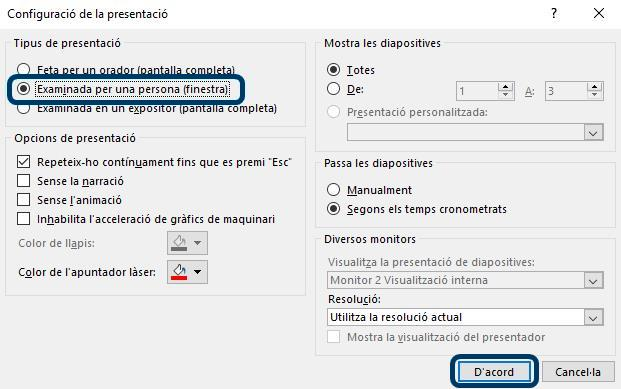 Configuració de la presentació
?
Tipus de presentació
Feta per un orador (pantalla completa)
Examinada per una persona (finestra)
Examinada en un expositor (pantalla completa)
Opcions de presentació
Repeteix-ho contínuament fins que es premi "Esc"
Sense la narració
Sense l'animació
Inhabilita l'acceleració de gràfics de maquinari
Color de llapis:
Color de l'apuntador làser:
Mostra les diapositives
Totes
De: 1 A: 3
Presentació personalitzada:
Passa les diapositives
Manualment
Segons els temps cronometrats
Diversos monitors
Visualitza la presentació de diapositives:
Monitor 2 Visualització interna
Resolució:
Utilitza la resolució actual
Mostra la visualització del presentador
D'acord Cancel·la